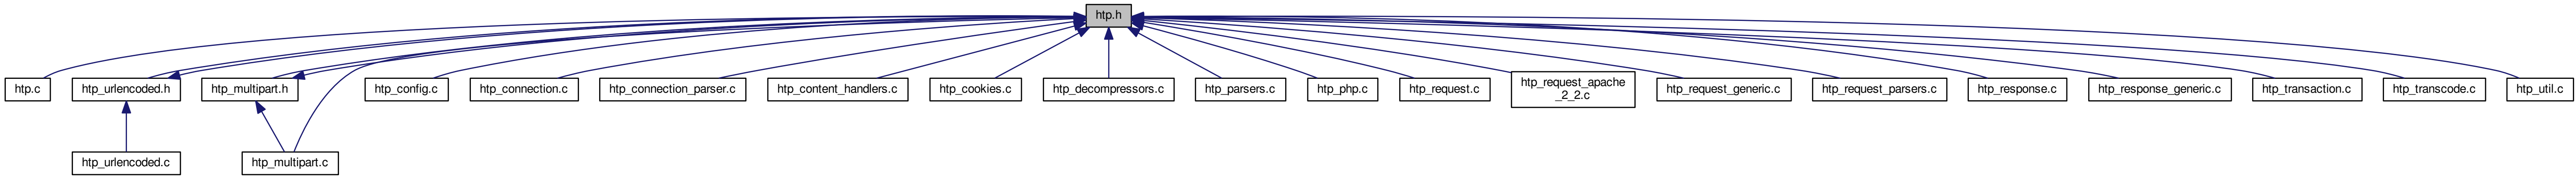 htp.h
htp.c
htp_urlencoded.h
htp_multipart.h
htp_config.c
htp_connection.c
htp_connection_parser.c
htp_content_handlers.c
htp_cookies.c
htp_decompressors.c
htp_parsers.c
htp_php.c
htp_request.c
htp_request_apache
_2_2.c
htp_request_generic.c
htp_request_parsers.c
htp_response.c
htp_response_generic.c
htp_transaction.c
htp_transcode.c
htp_util.c
htp_urlencoded.c
htp_multipart.c